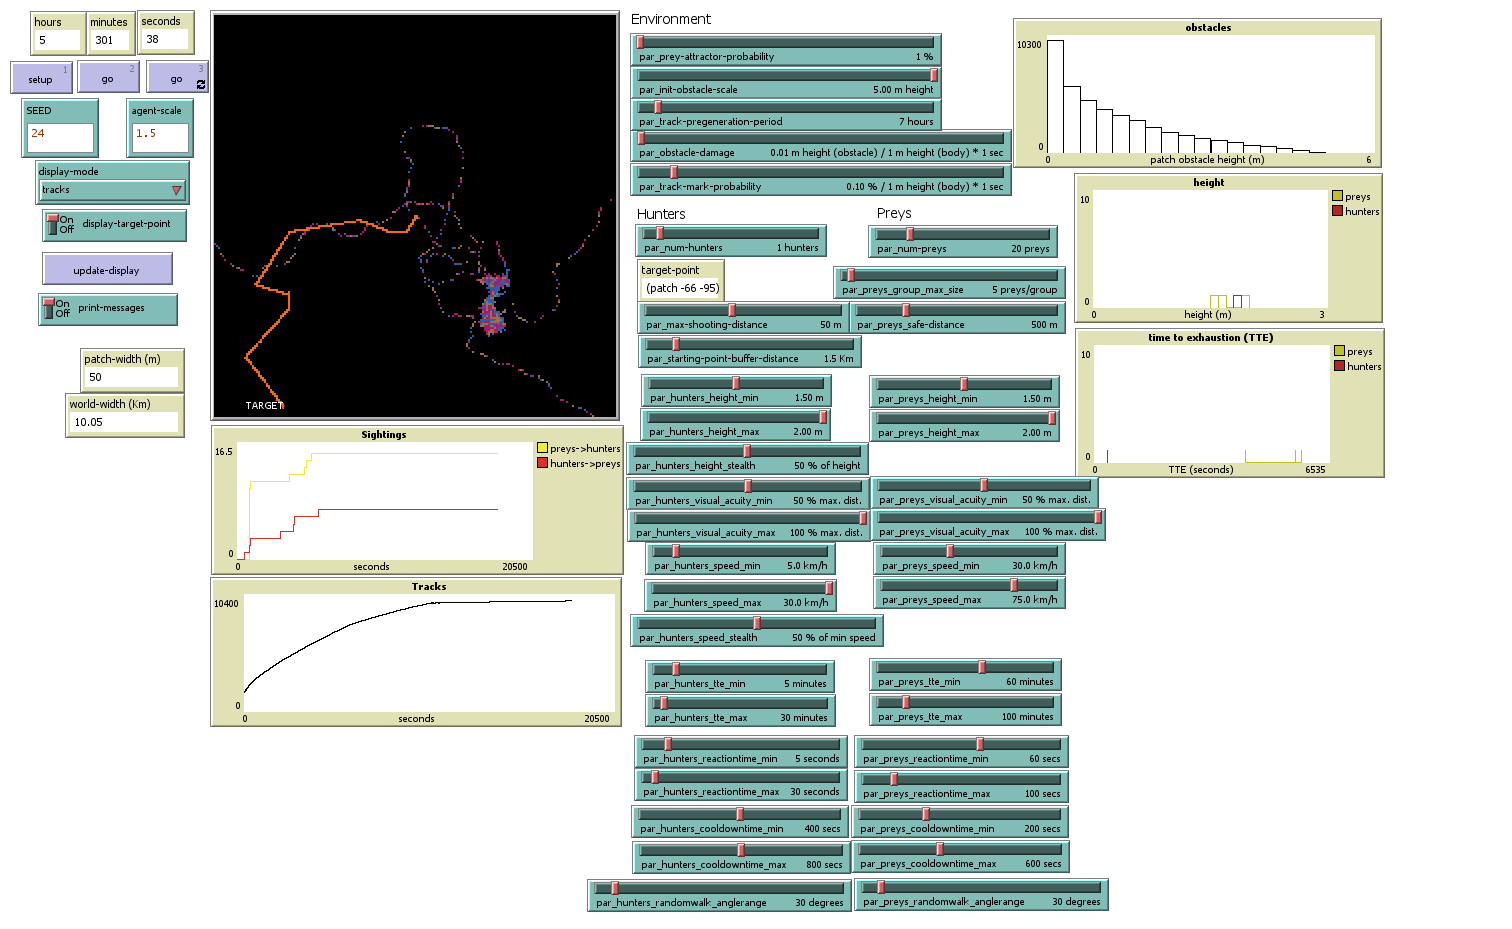 hours
5
minutes
301
seconds
38
setup
1
go
2
go
3
SEED
24
agent-scale
1.5
display-mode
tracks
On
Off
display-target-point
update-display
On
Off
print-messages
patch-width (m)
50
world-width (Km)
10.05
TARGET
Sightings
16.5
0
0
seconds
20500
preys->hunters
hunters->preys
Tracks
10400
0
0
seconds
20500
Environment
par_prey-attractor-probability 1 %
par_init-obstacle-scale 5.00 m height
par_track-pregeneration-period 7 hours
par_obstacle-damage 0.01 m height (obstacle) / 1 m height (body) * 1 sec
par_track-mark-probability 0.10 % / 1 m height (body) * 1 sec
Hunters
Preys
par_num-hunters 1 hunters
par_num-preys 20 preys
target-point
(patch -66 -95)
par_preys_group_max_size 5 preys/group
par_max-shooting-distance 50 m
par_preys_safe-distance 500 m
par_starting-point-buffer-distance 1.5 Km
par_hunters_height_min 1.50 m
par_preys_height_min 1.50 m
par_hunters_height_max 2.00 m
par_preys_height_max 2.00 m
par_hunters_height_stealth 50 % of height
par_hunters_visual_acuity_min 50 % max. dist.
par_preys_visual_acuity_min 50 % max. dist.
par_hunters_visual_acuity_max 100 % max. dist.
par_preys_visual_acuity_max 100 % max. dist.
par_hunters_speed_min 5.0 km/h
par_preys_speed_min 30.0 km/h
par_hunters_speed_max 30.0 km/h
par_preys_speed_max 75.0 km/h
par_hunters_speed_stealth 50 % of min speed
par_hunters_tte_min 5 minutes
par_preys_tte_min 60 minutes
par_hunters_tte_max 30 minutes
par_preys_tte_max 100 minutes
par_hunters_reactiontime_min 5 seconds
par_preys_reactiontime_min 60 secs
par_hunters_reactiontime_max 30 seconds
par_preys_reactiontime_max 100 secs
par_hunters_cooldowntime_min 400 secs
par_preys_cooldowntime_min 200 secs
par_hunters_cooldowntime_max 800 secs
par_preys_cooldowntime_max 600 secs
par_hunters_randomwalk_anglerange 30 degrees
par_preys_randomwalk_anglerange 30 degrees
obstacles
10300
0
0
patch obstacle height (m)
6
height
10
0
0
height (m)
3
preys
hunters
time to exhaustion (TTE)
10
0
0
TTE (seconds)
6535
preys
hunters